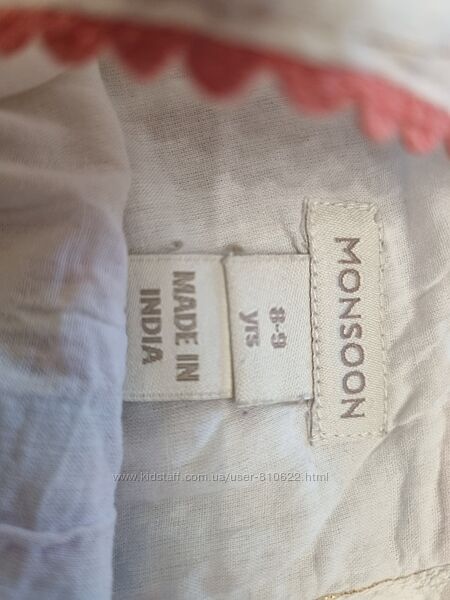 MONSOON
8-9
yrs
MADE IN
INDIA
www.kidstaff.com.ua/user-810622.html